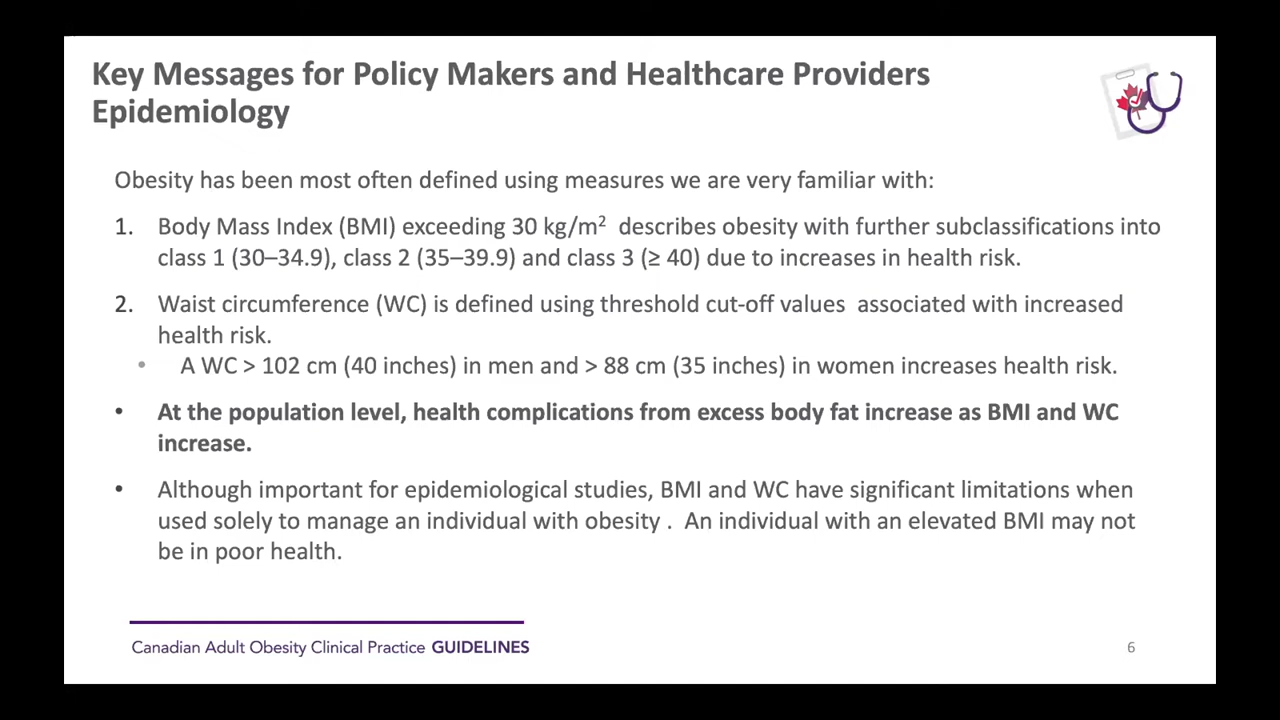 Key Messages for Policy Makers and Healthcare Providers
Epidemiology
Obesity has been most often defined using measures we are very familiar with:
1. Body Mass Index (BMI) exceeding 30 kg/m² describes obesity with further subclassifications into
class 1 (30–34.9), class 2 (35–39.9) and class 3 (≥ 40) due to increases in health risk.
2. Waist circumference (WC) is defined using threshold cut-off values associated with increased
health risk.
• A WC > 102 cm (40 inches) in men and > 88 cm (35 inches) in women increases health risk.
• At the population level, health complications from excess body fat increase as BMI and WC
increase.
• Although important for epidemiological studies, BMI and WC have significant limitations when
used solely to manage an individual with obesity . An individual with an elevated BMI may not
be in poor health.
Canadian Adult Obesity Clinical Practice GUIDELINES
6